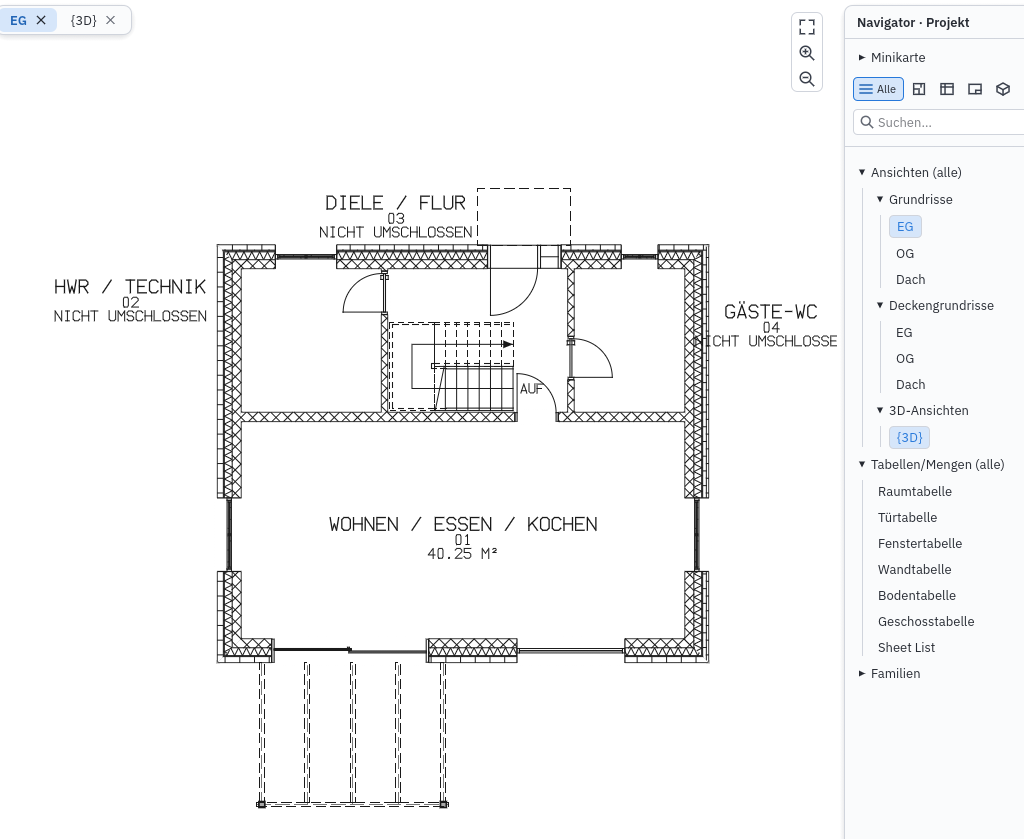 EG
{3D}
Navigator · Projekt
Minikarte
Alle
Suchen...
Ansichten (alle)
Grundrisse
EG
OG
Dach
Deckengrundrisse
EG
OG
Dach
3D-Ansichten
{3D}
Tabellen/Mengen (alle)
Raumtabelle
Türtabelle
Fenstertabelle
Wandtabelle
Bodentabelle
Geschosstabelle
Sheet List
Familien
DIELE / FLUR
03
NICHT UMSCHLOSSEN
HWR / TECHNIK
02
NICHT UMSCHLOSSEN
GÄSTE-WC
04
ICHT UMSCHLOSSE
AUF
WOHNEN / ESSEN / KOCHEN
01
40.25 M²